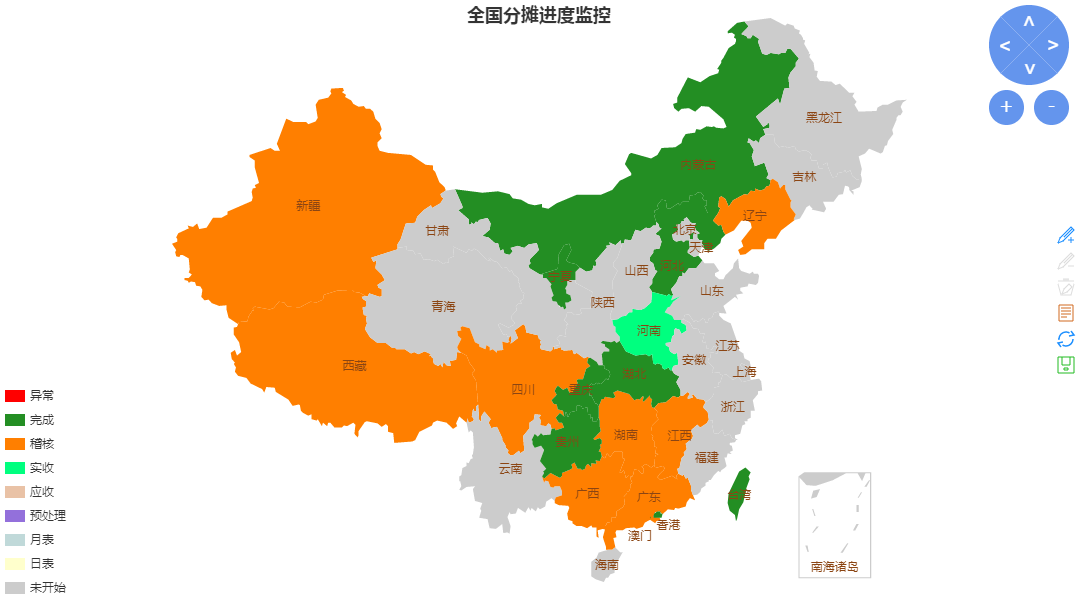 全国分摊进度监控
黑龙江
内蒙古
吉林
新疆
辽宁
甘肃
北京
天津
宁夏
山西
河北
青海
陕西
山东
河南
江苏
西藏
安徽
上海
四川
重庆
湖北
浙江
湖南
江西
贵州
福建
云南
广西
广东
台湾
香港
澳门
海南
南海诸岛
异常
完成
稽核
实收
应收
预处理
月表
日表
未开始